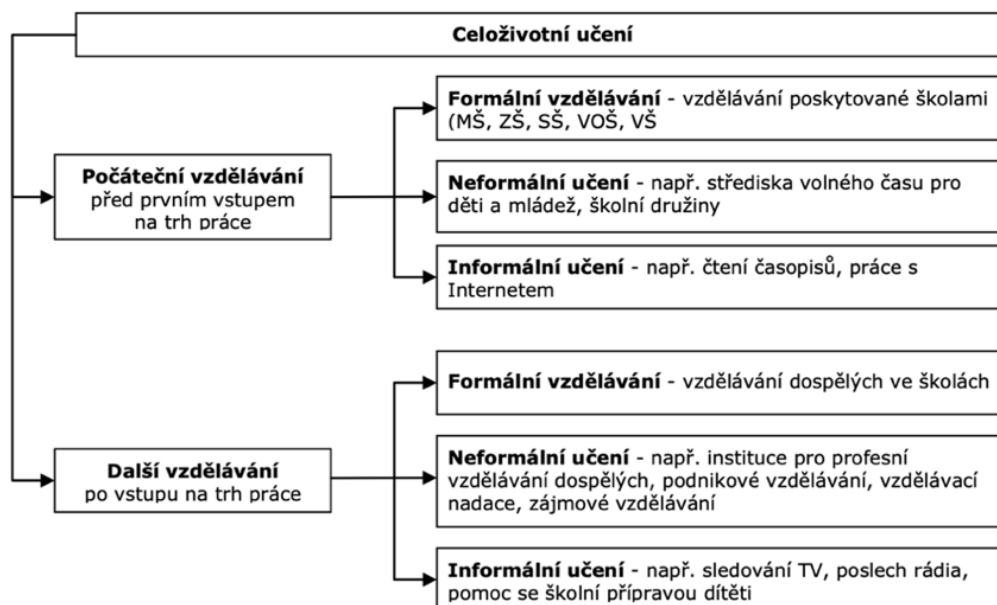 Celoživotní učení
Formální vzdělávání - vzdělávání poskytované školami
(MŠ, ZŠ, SŠ, VOŠ, VŠ
Počáteční vzdělávání
před prvním vstupem
na trh práce
Neformální učení - např. střediska volného času pro
děti a mládež, školní družiny
Informální učení - např. čtení časopisů, práce s
Internetem
Formální vzdělávání - vzdělávání dospělých ve školách
Další vzdělávání
po vstupu na trh práce
Neformální učení - např. instituce pro profesní
vzdělávání dospělých, podnikové vzdělávání, vzdělávací
nadace, zájmové vzdělávání
Informální učení - např. sledování TV, poslech rádia,
pomoc se školní přípravou dítěti